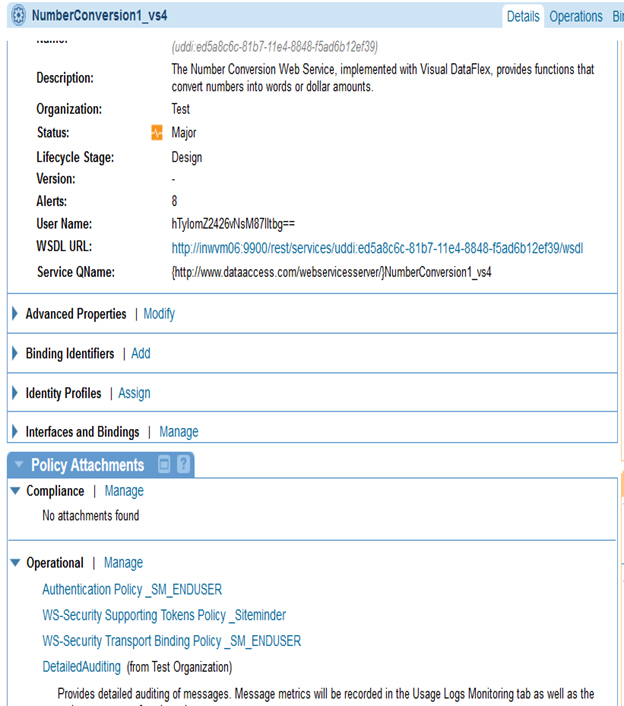 NumberConversion1_vs4
Details Operations
(uddi:ed5a8c6c-81b7-11e4-8848-f5ad6b12ef39)
Description: The Number Conversion Web Service, implemented with Visual DataFlex, provides functions that
convert numbers into words or dollar amounts.
Organization: Test
Status: Major
Lifecycle Stage: Design
Version: -
Alerts: 8
WSDL URL: http://inwvm06:9900/rest/services/uddi:ed5a8c6c-81b7-11e4-8848-f5ad6b12ef39/wsdl
Service QName: {http://www.dataaccess.com/webservicesserver/}NumberConversion1_vs4
Advanced Properties | Modify
Binding Identifiers | Add
Identity Profiles | Assign
Interfaces and Bindings | Manage
Policy Attachments ?
Compliance | Manage
No attachments found
Operational | Manage
Authentication Policy _SM_ENDUSER
WS-Security Supporting Tokens Policy _Siteminder
WS-Security Transport Binding Policy _SM_ENDUSER
DetailedAuditing (from Test Organization)
Provides detailed auditing of messages. Message metrics will be recorded in the Usage Logs Monitoring tab as well as the